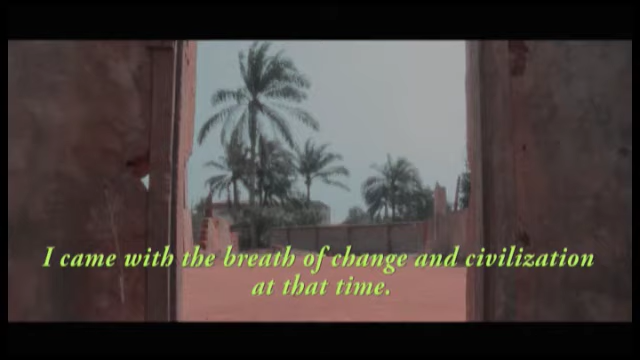 I came with the breath of change and civilization
at that time.